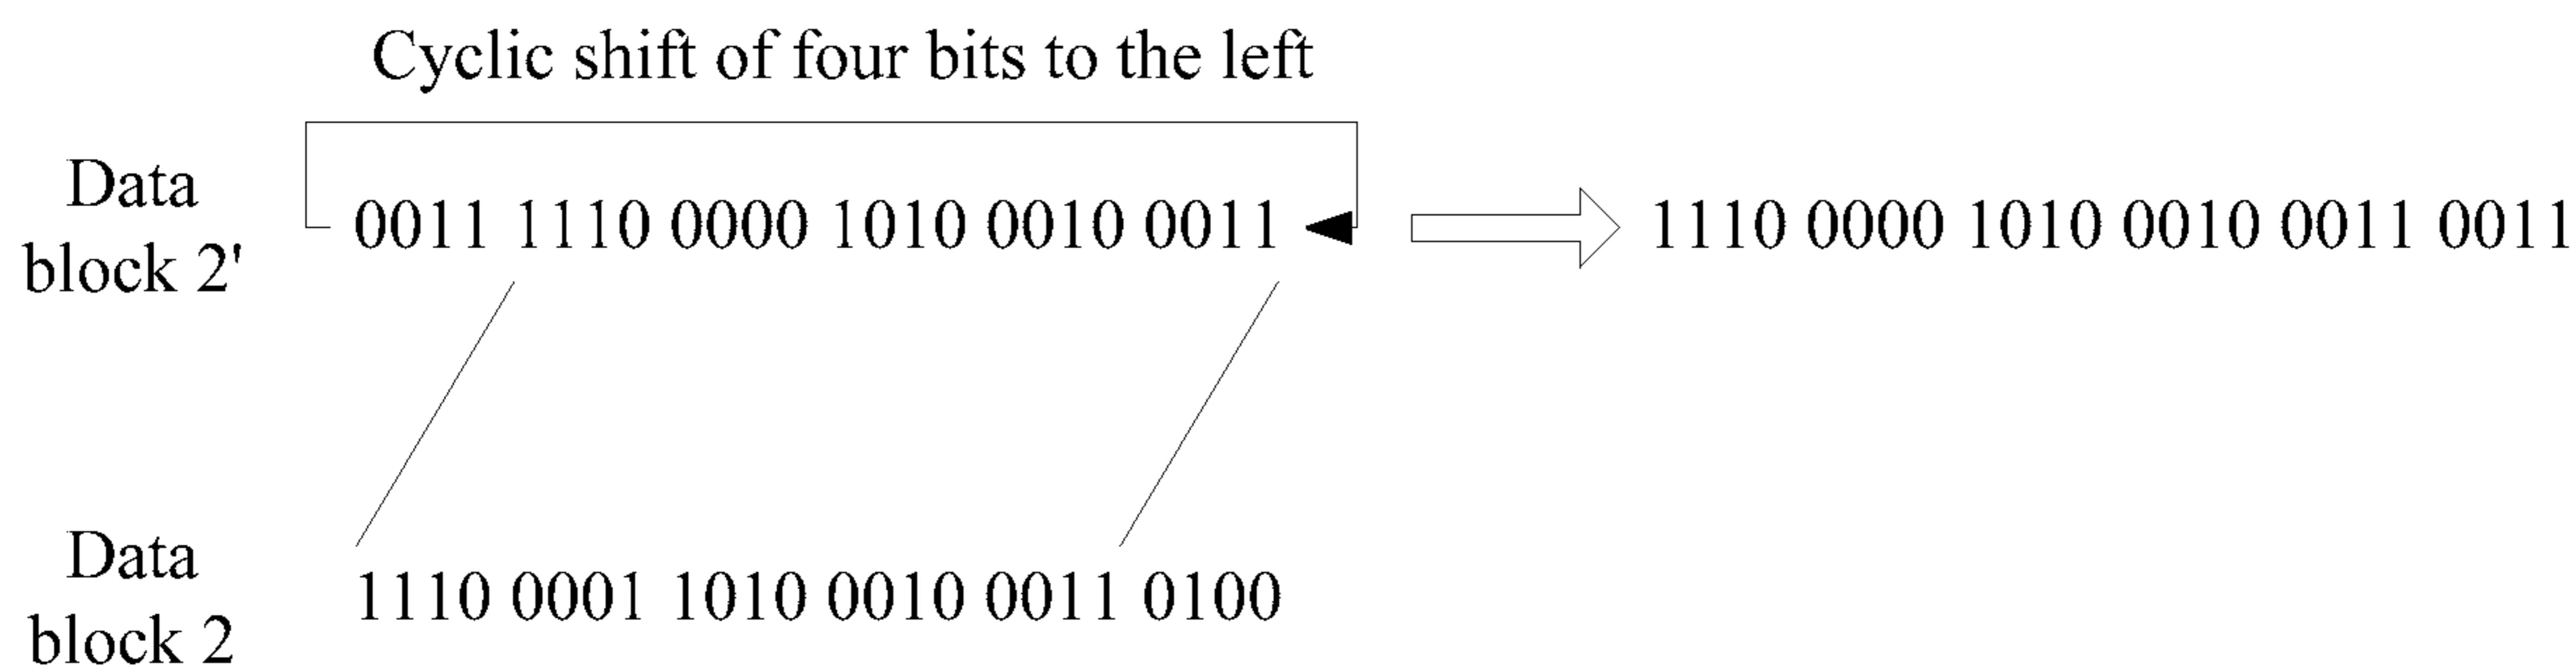 Cyclic shift of four bits to the left
Data
block 2'
0011 1110 0000 1010 0010 0011
1110 0000 1010 0010 0011 0011
Data
block 2
1110 0001 1010 0010 0011 0100